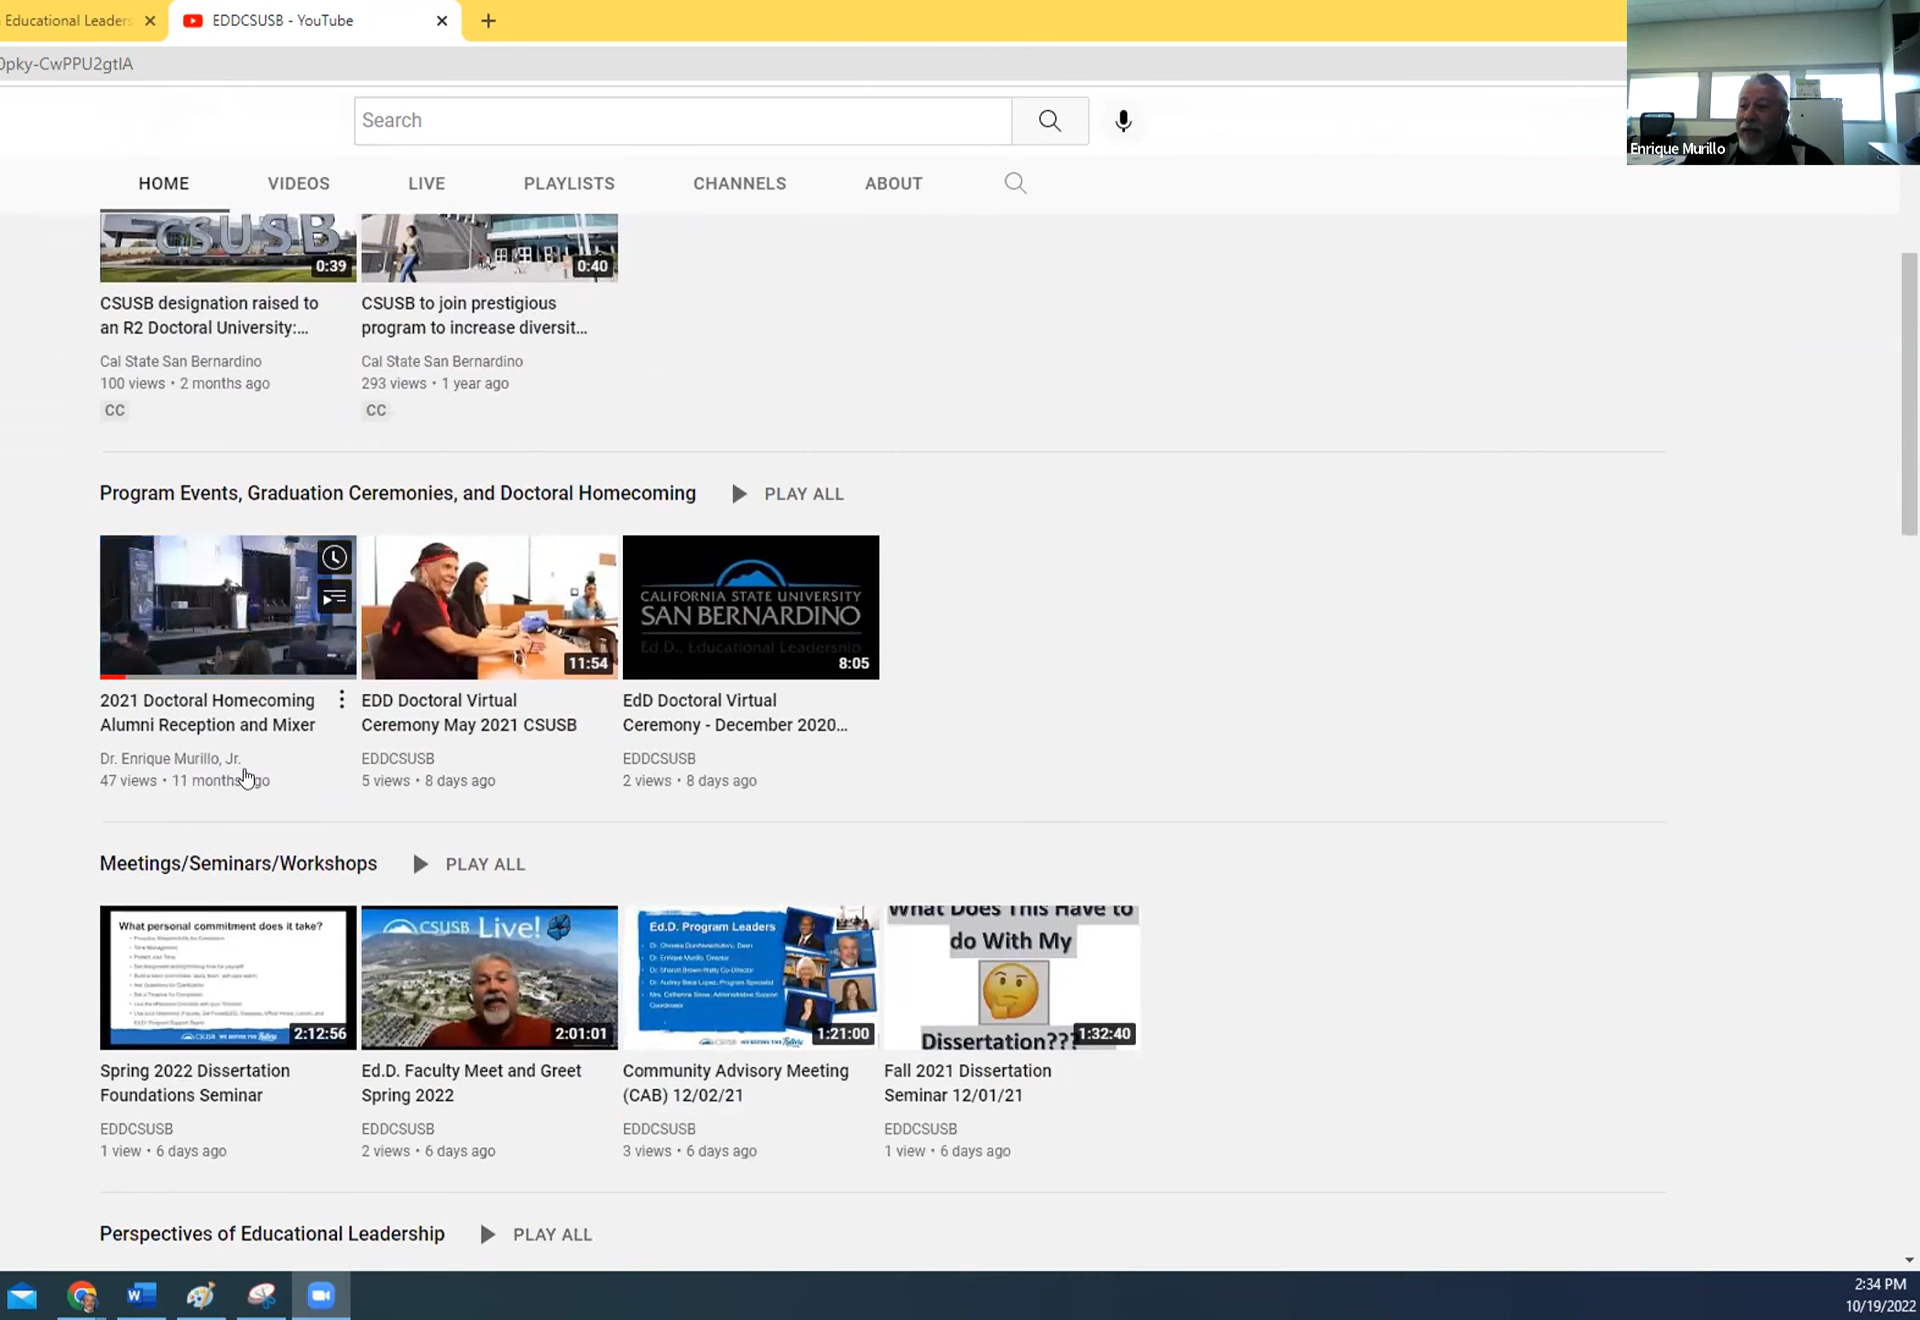 Educational Leaders
EDDCSUSB - YouTube
0pky-CwPPU2gtlA
Search
Enrique Murillo
HOME
VIDEOS
LIVE
PLAYLISTS
CHANNELS
ABOUT
CSUSB
0:39
0:40
CSUSB designation raised to
an R2 Doctoral University:...
Cal State San Bernardino
100 views • 2 months ago
CC
CSUSB to join prestigious
program to increase diversit...
Cal State San Bernardino
293 views • 1 year ago
CC
Program Events, Graduation Ceremonies, and Doctoral Homecoming
PLAY ALL
11:54
CALIFORNIA STATE UNIVERSITY
SAN BERNARDINO
Ed.D., Educational Leadership
8:05
2021 Doctoral Homecoming
Alumni Reception and Mixer
Dr. Enrique Murillo, Jr.
47 views • 11 months ago
EDD Doctoral Virtual
Ceremony May 2021 CSUSB
EDDCSUSB
5 views • 8 days ago
EdD Doctoral Virtual
Ceremony - December 2020...
EDDCSUSB
2 views • 8 days ago
Meetings/Seminars/Workshops
PLAY ALL
What personal commitment does it take?
2:12:56
CSUSB Live!
2:01:01
Ed.D. Program Leaders
1:21:00
What Does This Have to
do With My
Dissertation???
1:32:40
Spring 2022 Dissertation
Foundations Seminar
EDDCSUSB
1 view • 6 days ago
Ed.D. Faculty Meet and Greet
Spring 2022
EDDCSUSB
2 views • 6 days ago
Community Advisory Meeting
(CAB) 12/02/21
EDDCSUSB
3 views • 6 days ago
Fall 2021 Dissertation
Seminar 12/01/21
EDDCSUSB
1 view • 6 days ago
Perspectives of Educational Leadership
PLAY ALL
2:34 PM
10/19/2022